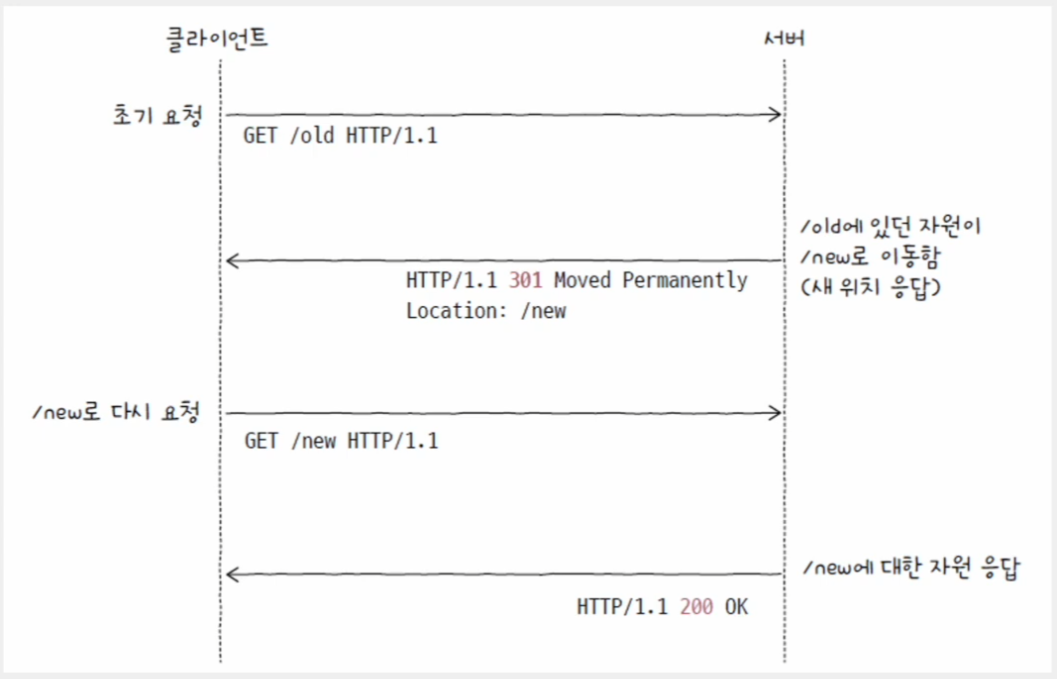 클라이언트
서버
초기 요청
GET /old HTTP/1.1
/old에 있던 자원이
/new로 이동함
(새 위치 응답)
HTTP/1.1 301 Moved Permanently
Location: /new
/new로 다시 요청
GET /new HTTP/1.1
/new에 대한 자원 응답
HTTP/1.1 200 OK